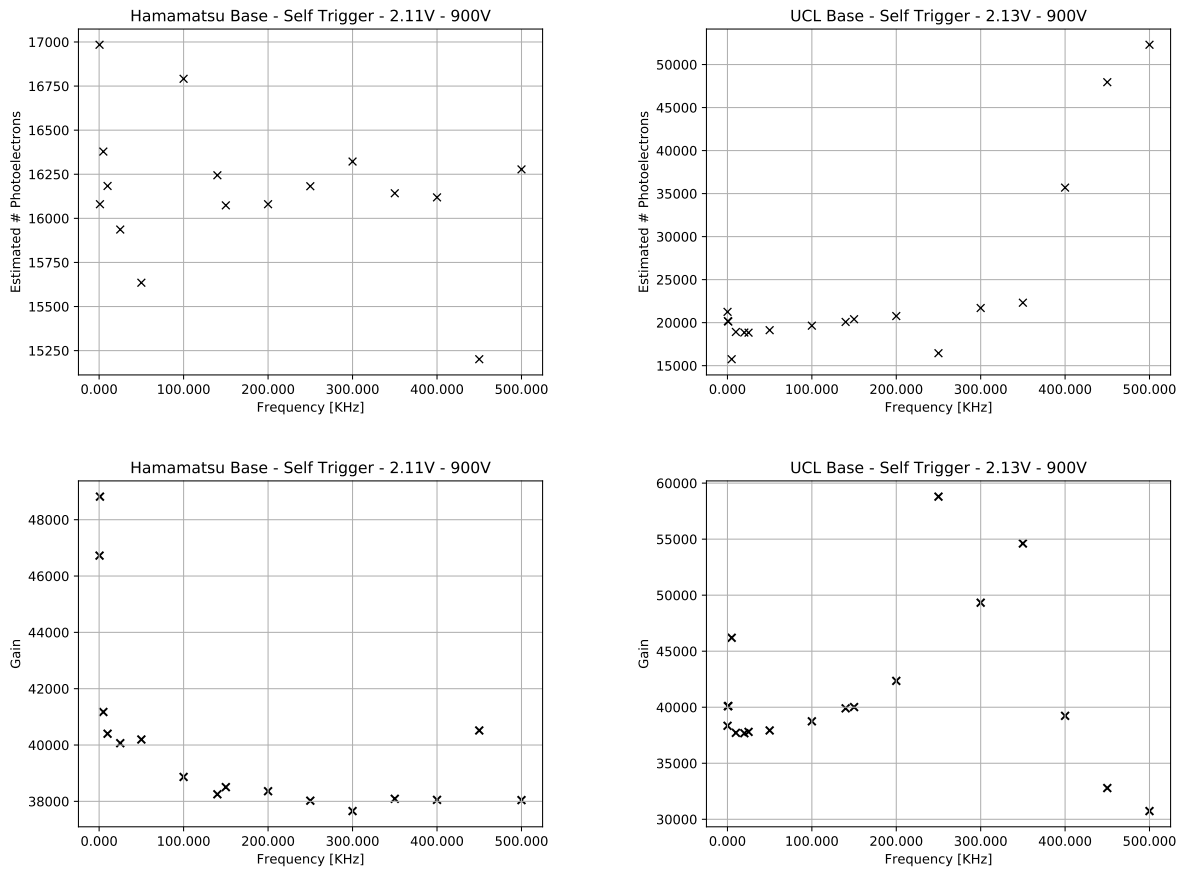 Hamamatsu Base - Self Trigger - 2.11V - 900V
17000
16750
16500
16250
16000
15750
15500
15250
Estimated # Photoelectrons
0.000 100.000 200.000 300.000 400.000 500.000
Frequency [KHz]
UCL Base - Self Trigger - 2.13V - 900V
50000
45000
40000
35000
30000
25000
20000
15000
Estimated # Photoelectrons
0.000 100.000 200.000 300.000 400.000 500.000
Frequency [KHz]
Hamamatsu Base - Self Trigger - 2.11V - 900V
48000
46000
44000
42000
40000
38000
Gain
0.000 100.000 200.000 300.000 400.000 500.000
Frequency [KHz]
UCL Base - Self Trigger - 2.13V - 900V
60000
55000
50000
45000
40000
35000
30000
Gain
0.000 100.000 200.000 300.000 400.000 500.000
Frequency [KHz]